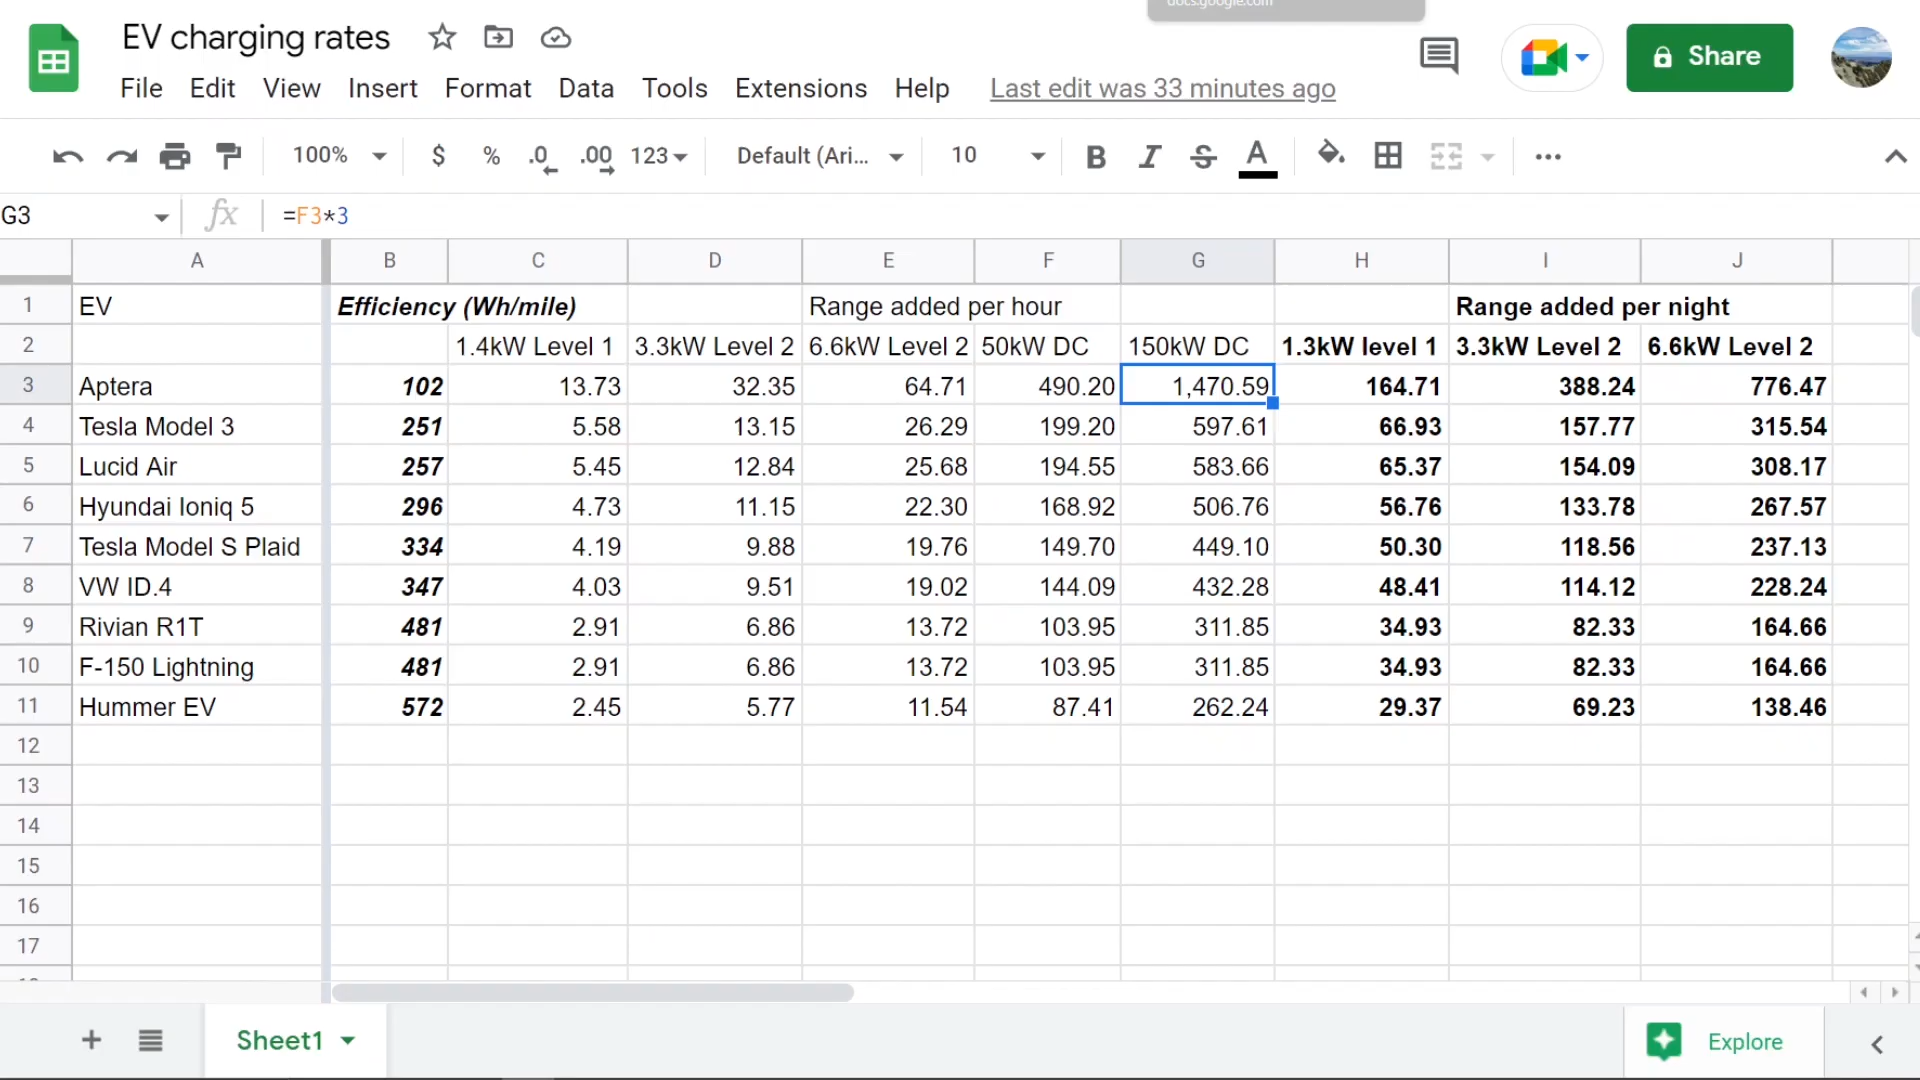 docs.google.com
EV charging rates
File Edit View Insert Format Data Tools Extensions Help Last edit was 33 minutes ago
Share
100% $ % .0 .00 123 Default (Ari... 10 B I S A
G3 fx =F3*3
A B C D E F G H I J
1 EV Efficiency (Wh/mile) Range added per hour Range added per night
2 1.4kW Level 1 3.3kW Level 2 6.6kW Level 2 50kW DC 150kW DC 1.3kW level 1 3.3kW Level 2 6.6kW Level 2
3 Aptera 102 13.73 32.35 64.71 490.20 1,470.59 164.71 388.24 776.47
4 Tesla Model 3 251 5.58 13.15 26.29 199.20 597.61 66.93 157.77 315.54
5 Lucid Air 257 5.45 12.84 25.68 194.55 583.66 65.37 154.09 308.17
6 Hyundai Ioniq 5 296 4.73 11.15 22.30 168.92 506.76 56.76 133.78 267.57
7 Tesla Model S Plaid 334 4.19 9.88 19.76 149.70 449.10 50.30 118.56 237.13
8 VW ID.4 347 4.03 9.51 19.02 144.09 432.28 48.41 114.12 228.24
9 Rivian R1T 481 2.91 6.86 13.72 103.95 311.85 34.93 82.33 164.66
10 F-150 Lightning 481 2.91 6.86 13.72 103.95 311.85 34.93 82.33 164.66
11 Hummer EV 572 2.45 5.77 11.54 87.41 262.24 29.37 69.23 138.46
12
13
14
15
16
17
Sheet1 Explore